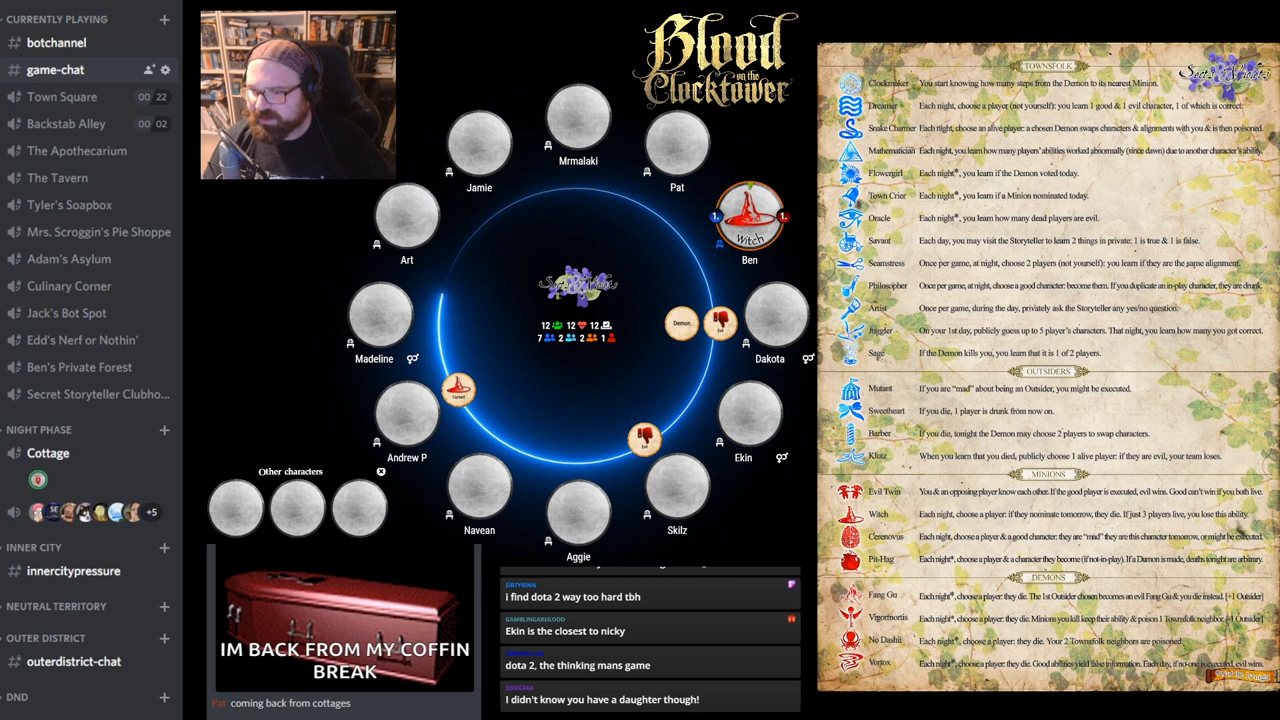 CURRENTLY PLAYING
botchannel
game-chat
Town Square 00 22
Backstab Alley 00 02
The Apothecarium
The Tavern
Tyler's Soapbox
Mrs. Scroggin's Pie Shoppe
Adam's Asylum
Culinary Corner
Jack's Bot Spot
Edd's Nerf or Nothin'
Ben's Private Forest
Secret Storyteller Clubho...
NIGHT PHASE
Cottage
+5
INNER CITY
innercitypressure
NEUTRAL TERRITORY
OUTER DISTRICT
outerdistrict-chat
DND
Blood
on the
Clocktower
Jamie
Mrmalaki
Pat
Art
1.
1.
Witch
Ben
Madeline
12 12 12
7 2 2 1
Demon
Evil
Dakota
Andrew P
Cursed
Evil
Ekin
Other characters
Navean
Aggie
Skilz
IM BACK FROM MY COFFIN
BREAK
Pat coming back from cottages
i find dota 2 way too hard tbh
GAMBLINGAREGOOD
Ekin is the closest to nicky
dota 2, the thinking mans game
I didn't know you have a daughter though!
TOWNSFOLK
Clockmaker You start knowing how many steps from the Demon to its nearest Minion.
Dreamer Each night, choose a player (not yourself): you learn 1 good & 1 evil character, 1 of which is correct.
Snake Charmer Each night, choose an alive player: a chosen Demon swaps characters & alignments with you & is then poisoned.
Mathematician Each night, you learn how many players' abilities worked abnormally (since dawn) due to another character's ability.
Flowergirl Each night*, you learn if the Demon voted today.
Town Crier Each night*, you learn if a Minion nominated today.
Oracle Each night*, you learn how many dead players are evil.
Savant Each day, you may visit the Storyteller to learn 2 things in private: 1 is true & 1 is false.
Seamstress Once per game, at night, choose 2 players (not yourself): you learn if they are the same alignment.
Philosopher Once per game, at night, choose a good character: become them. If you duplicate an in-play character, they are drunk.
Artist Once per game, during the day, privately ask the Storyteller any yes/no question.
Juggler On your 1st day, publicly guess up to 5 player's characters. That night, you learn how many you got correct.
Sage If the Demon kills you, you learn that it is 1 of 2 players.
OUTSIDERS
Mutant If you are "mad" about being an Outsider, you might be executed.
Sweetheart If you die, 1 player is drunk from now on.
Barber If you die, tonight the Demon may choose 2 players to swap characters.
Klutz When you learn that you died, publicly choose 1 alive player: if they are evil, your team loses.
MINIONS
Evil Twin You & an opposing player know each other. If the good player is executed, evil wins. Good can't win if you both live.
Witch Each night, choose a player: if they nominate tomorrow, they die. If just 3 players live, you lose this ability.
Cerenovus Each night, choose a player & a good character: they are "mad" they are this character tomorrow, or might be executed.
Pit-Hag Each night*, choose a player & a character they become (if not-in-play). If a Demon is made, deaths tonight are arbitrary.
DEMONS
Fang Gu Each night*, choose a player: they die. The 1st Outsider chosen becomes an evil Fang Gu & you die instead. [+1 Outsider]
Vigormortis Each night*, choose a player: they die. Minions you kill keep their ability & poison 1 Townsfolk neighbor. [-1 Outsider]
No Dashii Each night*, choose a player: they die. Your 2 Townsfolk neighbors are poisoned.
Vortox Each night*, choose a player: they die. Good abilities yield false information. Each day, if no-one is executed, evil wins.